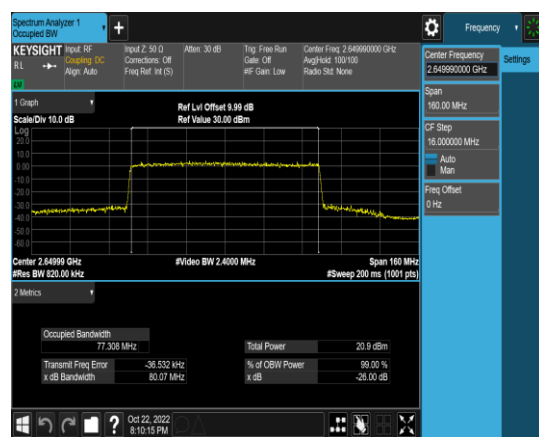 Spectrum Analyzer 1
Occupied BW
Frequency
KEYSIGHT
RL
Input: RF
Coupling: DC
Align: Auto
Input Z: 50 Ω
Corrections: Off
Freq Ref: Int (S)
Atten: 30 dB
Trig: Free Run
Gate: Off
#IF Gain: Low
Center Freq: 2.649990000 GHz
Avg|Hold: 100/100
Radio Std: None
Center Frequency
2.649990000 GHz
Settings
Span
160.00 MHz
CF Step
16.000000 MHz
Auto
Man
Freq Offset
0 Hz
1 Graph
Scale/Div 10.0 dB
Ref Lvl Offset 9.99 dB
Ref Value 30.00 dBm
Log
20.0
10.0
0.00
-10.0
-20.0
-30.0
-40.0
-50.0
-60.0
Center 2.64999 GHz
#Res BW 820.00 kHz
#Video BW 2.4000 MHz
Span 160 MHz
#Sweep 200 ms (1001 pts)
2 Metrics
Occupied Bandwidth
77.308 MHz
Total Power 20.9 dBm
Transmit Freq Error -36.532 kHz
% of OBW Power 99.00 %
x dB Bandwidth 80.07 MHz
x dB -26.00 dB
Oct 22, 2022
8:10:15 PM